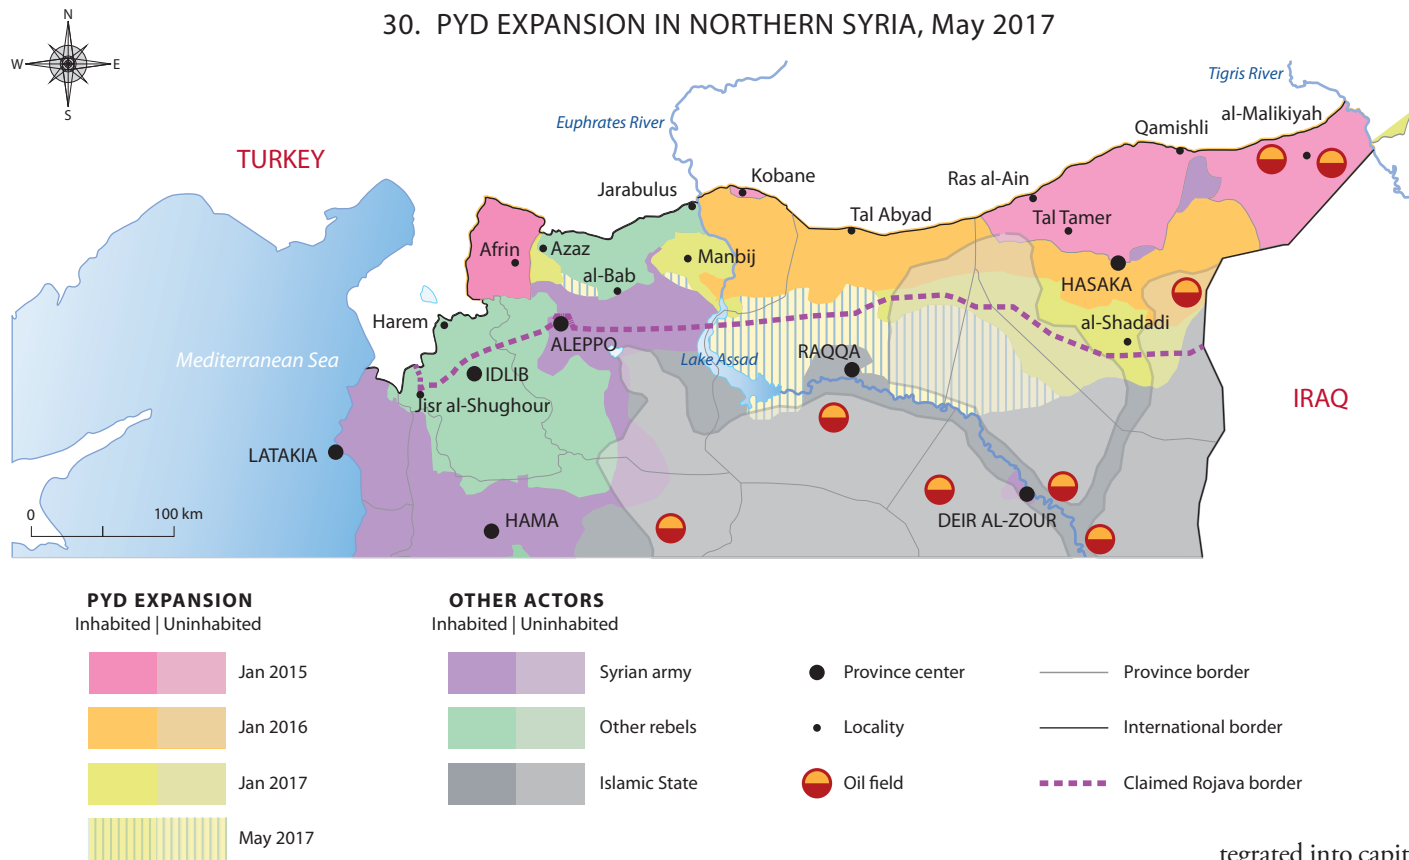 30. PYD EXPANSION IN NORTHERN SYRIA, May 2017
N
W
E
S
Tigris River
al-Malikiyah
Euphrates River
Qamishli
TURKEY
Kobane
Ras al-Ain
Jarabulus
Tal Abyad
Tal Tamer
Afrin
Azaz
Manbij
al-Bab
HASAKA
Harem
al-Shadadi
ALEPPO
RAQQA
Mediterranean Sea
Lake Assad
IDLIB
IRAQ
Jisr al-Shughour
LATAKIA
0
100 km
HAMA
DEIR AL-ZOUR
PYD EXPANSION
Inhabited | Uninhabited
Jan 2015
Jan 2016
Jan 2017
May 2017
OTHER ACTORS
Inhabited | Uninhabited
Syrian army
Other rebels
Islamic State
Province center
Locality
Oil field
Province border
International border
Claimed Rojava border
tegrated into capit